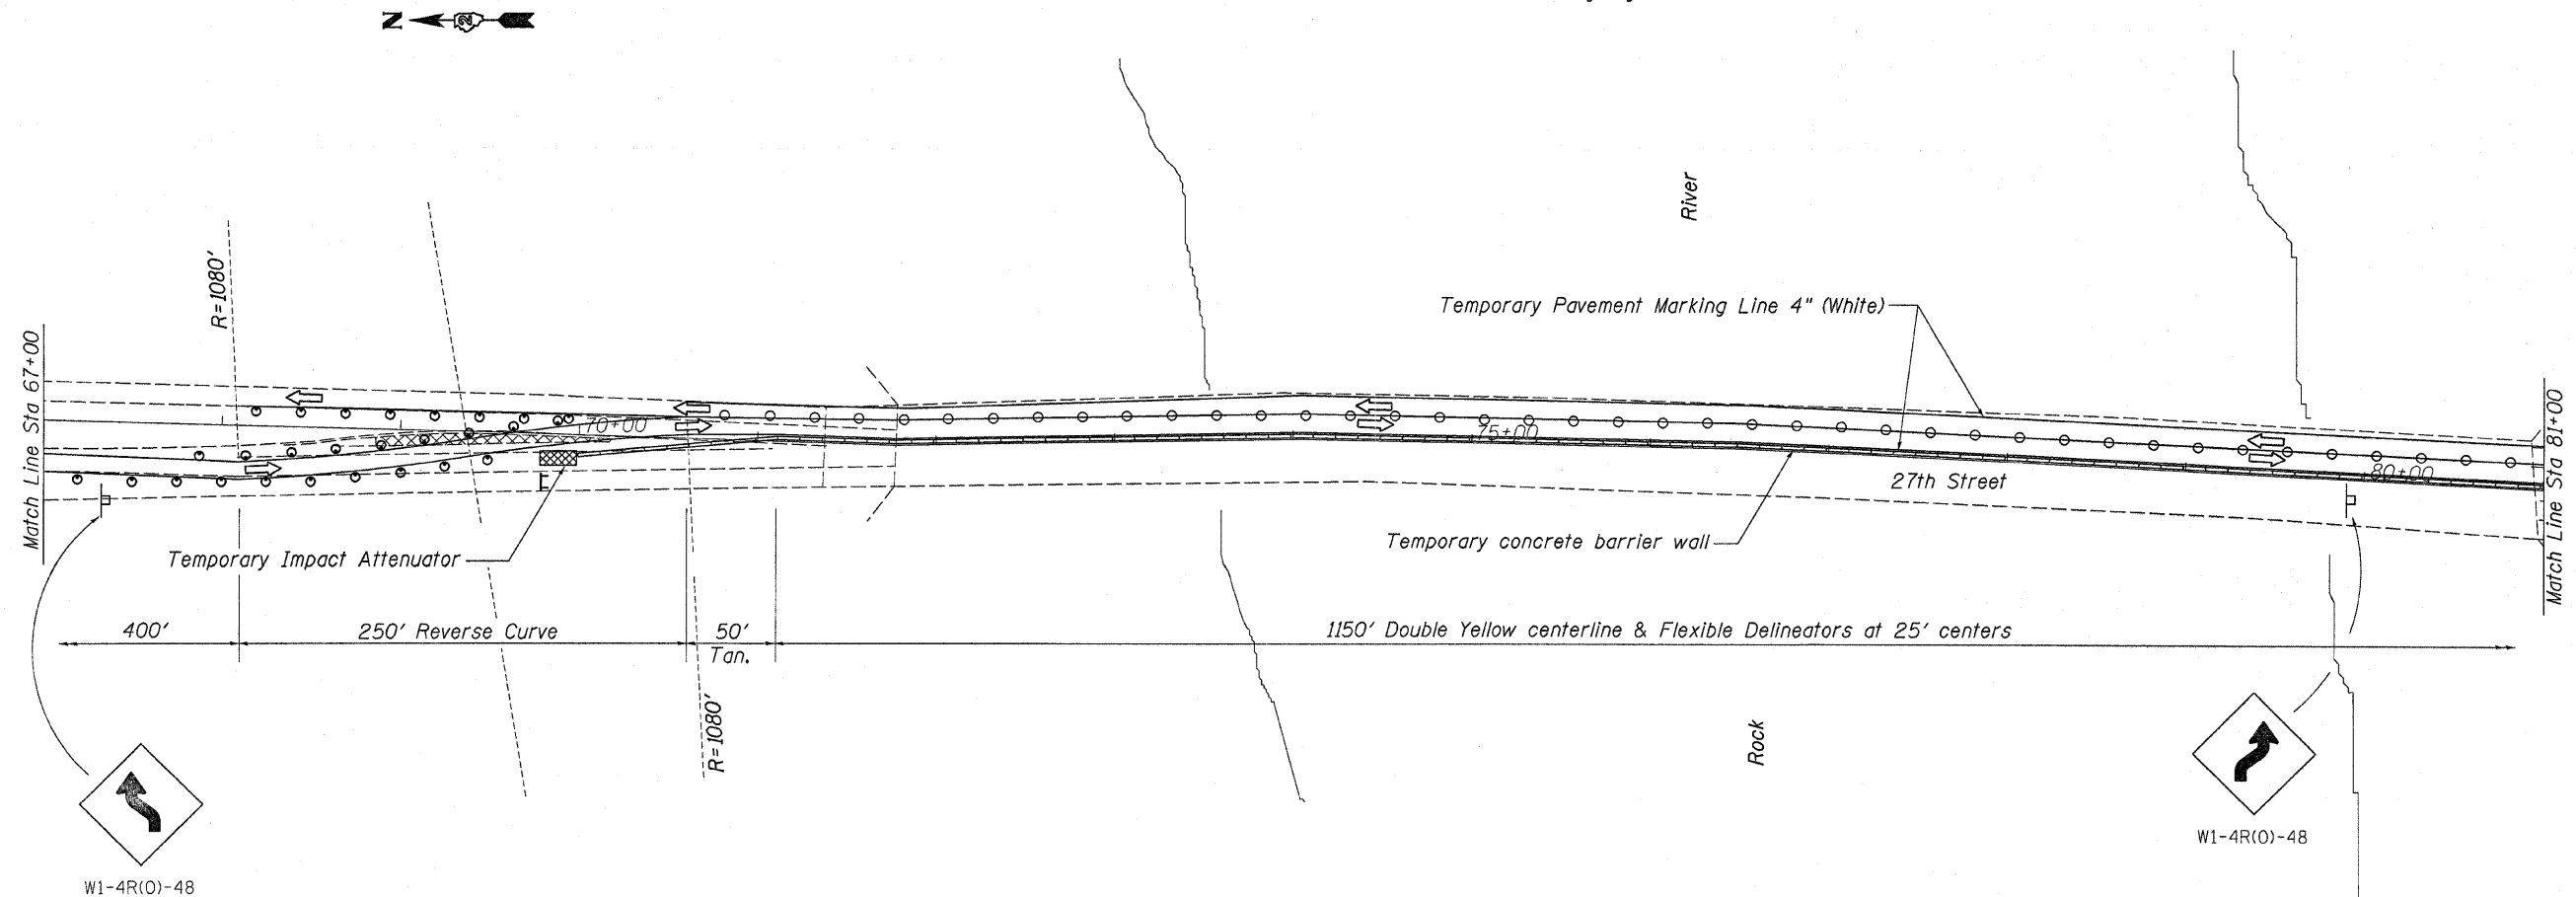 N
2
R=1080'
River
Temporary Pavement Marking Line 4" (White)
Match Line Sta 67+00
Match Line Sta 81+00
70+00
75+00
80+00
27th Street
E
Temporary Impact Attenuator
Temporary concrete barrier wall
400'
250' Reverse Curve
50'
Tan.
1150' Double Yellow centerline & Flexible Delineators at 25' centers
R=1080'
Rock
W1-4R(O)-48
W1-4R(O)-48